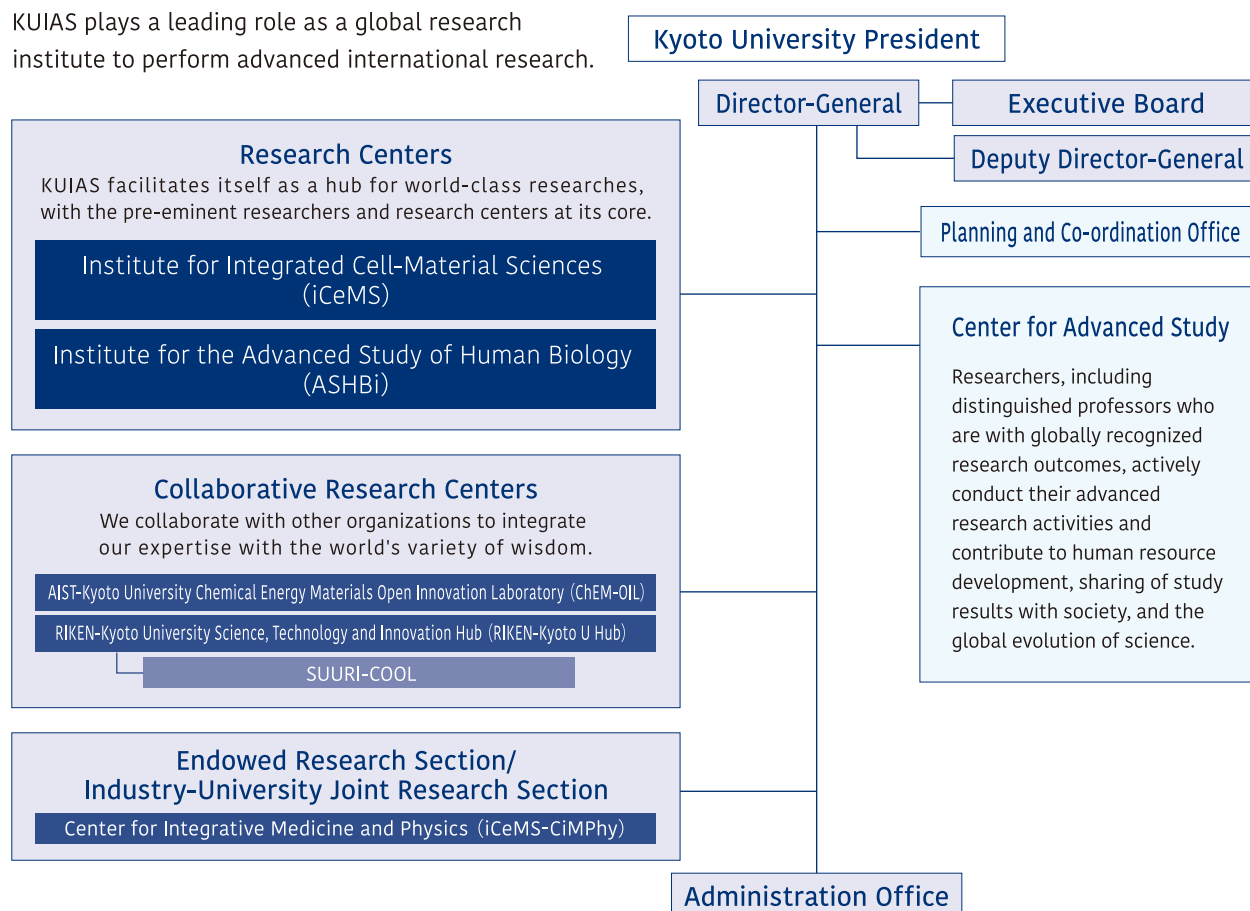 KUIAS plays a leading role as a global research
institute to perform advanced international research.
Kyoto University President
Director-General
Executive Board
Deputy Director-General
Planning and Co-ordination Office
Research Centers
KUIAS facilitates itself as a hub for world-class researches,
with the pre-eminent researchers and research centers at its core.
Institute for Integrated Cell-Material Sciences
(iCeMS)
Institute for the Advanced Study of Human Biology
(ASHBi)
Center for Advanced Study
Researchers, including
distinguished professors who
are with globally recognized
research outcomes, actively
conduct their advanced
research activities and
contribute to human resource
development, sharing of study
results with society, and the
global evolution of science.
Collaborative Research Centers
We collaborate with other organizations to integrate
our expertise with the world's variety of wisdom.
AIST-Kyoto University Chemical Energy Materials Open Innovation Laboratory (ChEM-OIL)
RIKEN-Kyoto University Science, Technology and Innovation Hub (RIKEN-Kyoto U Hub)
SUURI-COOL
Endowed Research Section/
Industry-University Joint Research Section
Center for Integrative Medicine and Physics (iCeMS-CiMPhy)
Administration Office